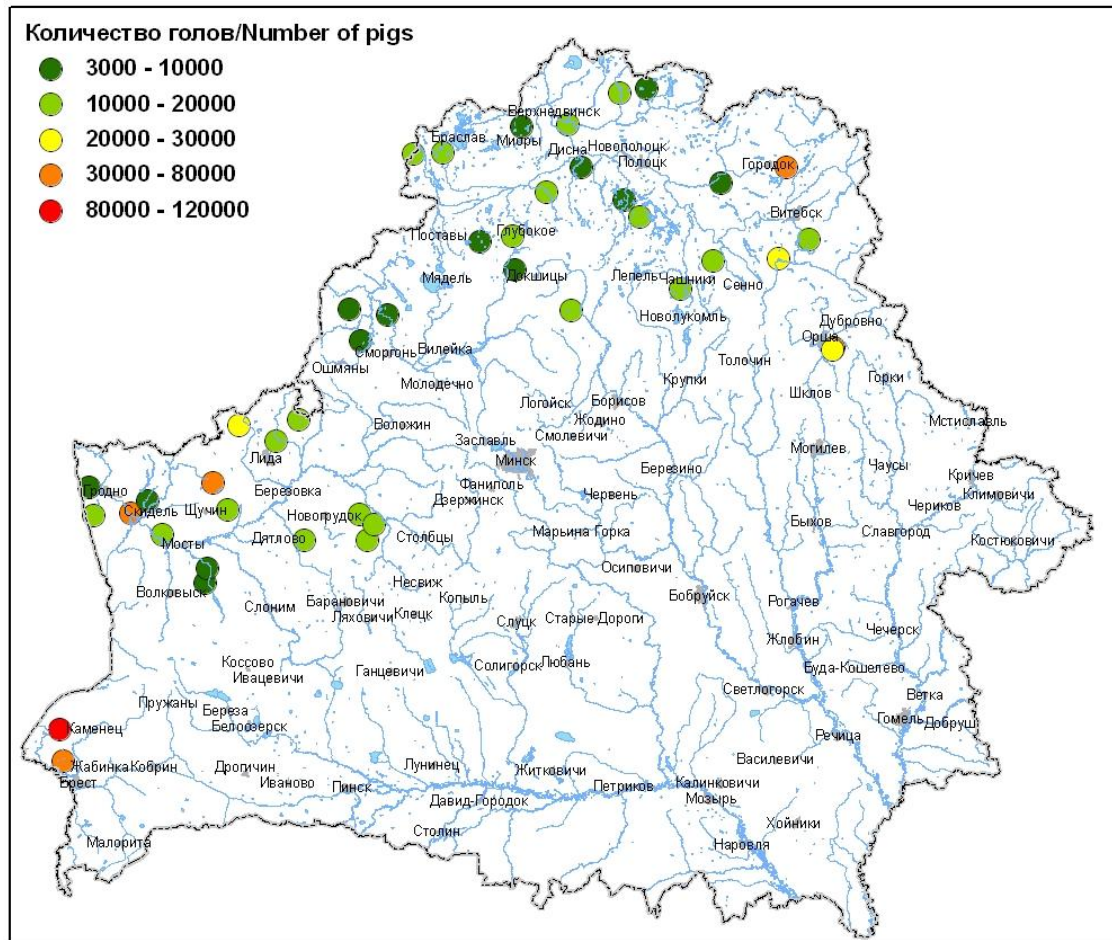 Количество голов/Number of pigs
3000 - 10000
10000 - 20000
20000 - 30000
30000 - 80000
80000 - 120000
Верхнедвинск
Браслав
Миоры
Дисна
Новополоцк
Полоцк
Городок
Витебск
Поставы
Глубокое
Мядель
Докшицы
Лепель
Чашники
Сенно
Новолукомль
Дубровно
Орша
Сморгонь
Вилейка
Ошмяны
Молодечно
Крупки
Толочин
Шклов
Горки
Логойск
Борисов
Воложин
Жодино
Мстиславль
Заславль
Смолевичи
Минск
Могилев
Лида
Березино
Чаусы
Кричев
Гродно
Березовка
Фаниполь
Климовичи
Дзержинск
Червень
Чериков
Скидель
Щучин
Новогрудок
Быхов
Славгород
Мосты
Дятлово
Столбцы
Марьина Горка
Костюковичи
Осиповичи
Несвиж
Волковыск
Слоним
Барановичи
Копыль
Бобруйск
Рогачев
Ляховичи
Клецк
Слуцк
Старые Дороги
Чечерск
Жлобин
Коссово
Ивацевичи
Ганцевичи
Солигорск
Любань
Буда-Кошелево
Пружаны
Береза
Светлогорск
Ветка
Каменец
Белоозерск
Гомель
Добруш
Речица
Жабинка
Кобрин
Дрогичин
Лунинец
Житковичи
Василевичи
Брест
Иваново
Пинск
Петриков
Калинковичи
Давид-Городок
Мозырь
Столин
Хойники
Малорита
Наровля